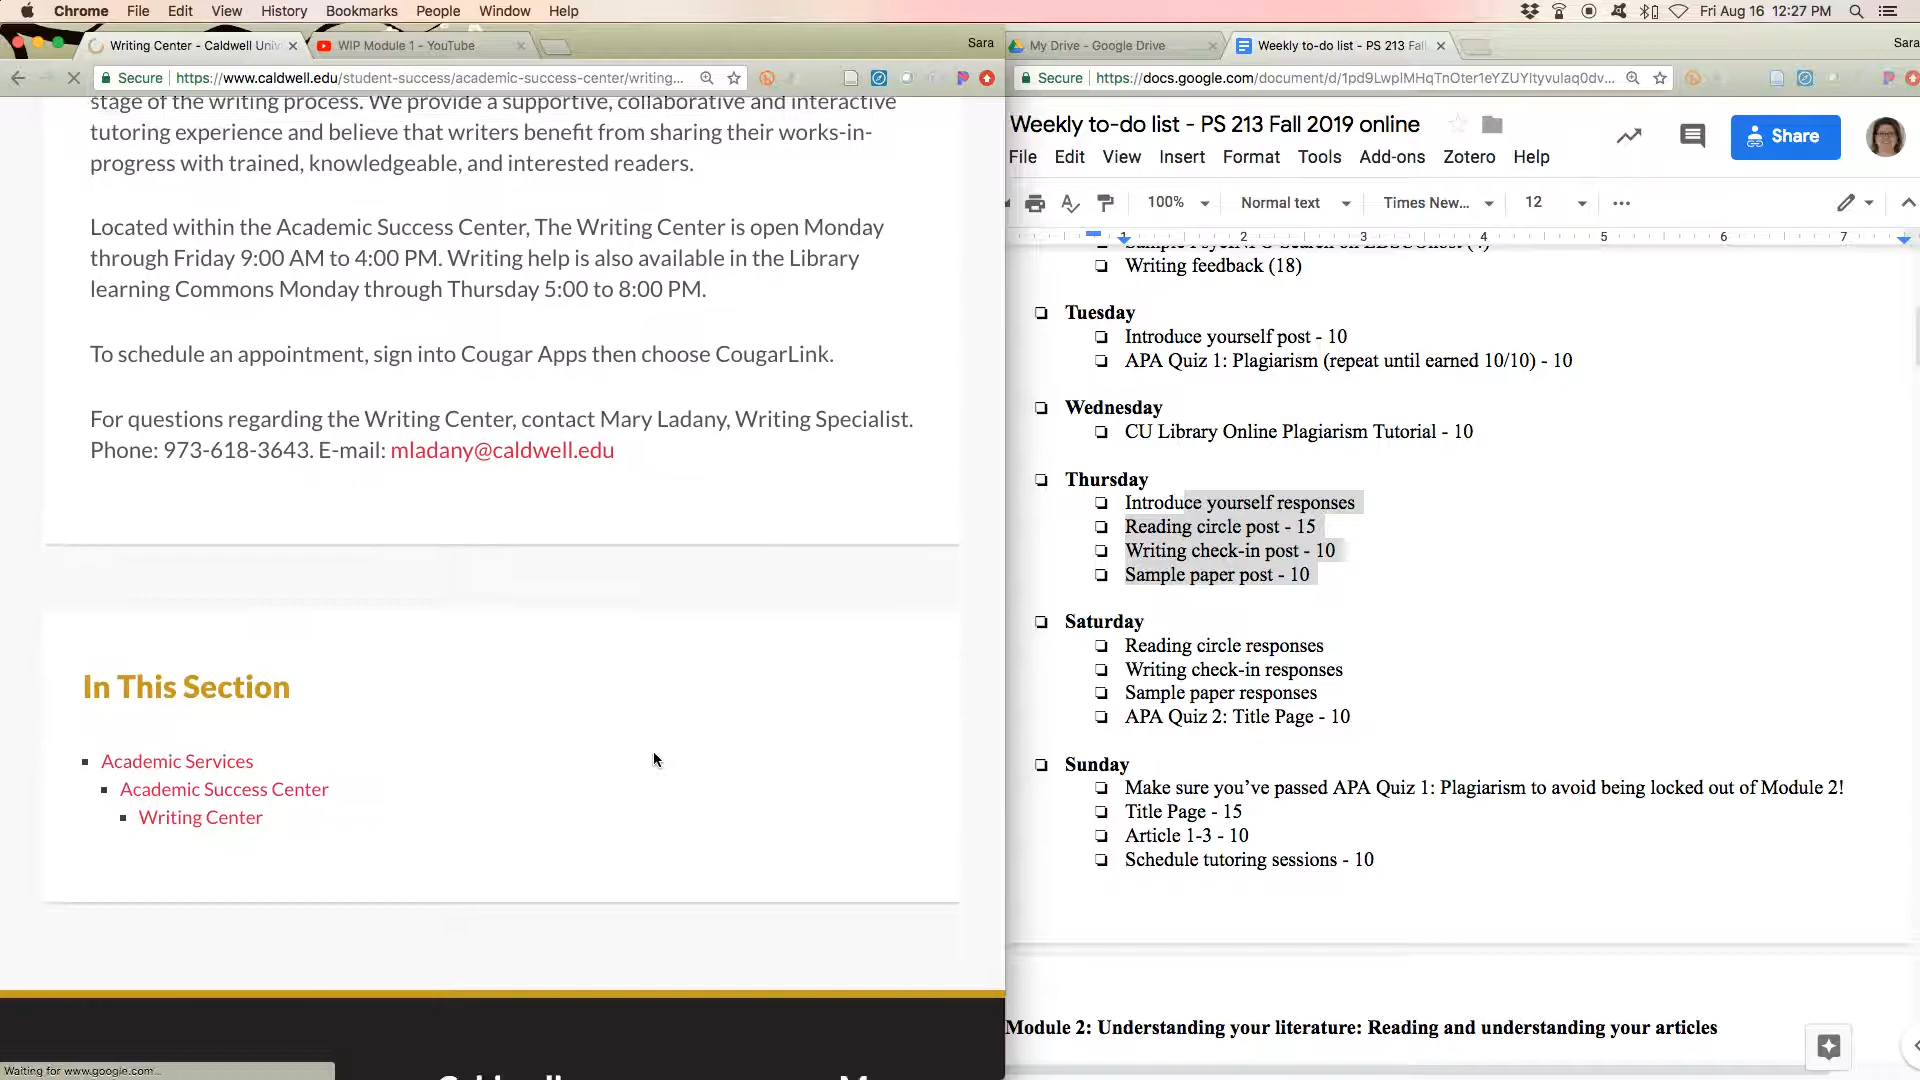 Chrome File Edit View History Bookmarks People Window Help
Fri Aug 16 12:27 PM
Writing Center - Caldwell Univ
WIP Module 1 - YouTube
Sara
Secure https://www.caldwell.edu/student-success/academic-success-center/writing...
stage of the writing process. We provide a supportive, collaborative and interactive
tutoring experience and believe that writers benefit from sharing their works-in-
progress with trained, knowledgeable, and interested readers.
Located within the Academic Success Center, The Writing Center is open Monday
through Friday 9:00 AM to 4:00 PM. Writing help is also available in the Library
learning Commons Monday through Thursday 5:00 to 8:00 PM.
To schedule an appointment, sign into Cougar Apps then choose CougarLink.
For questions regarding the Writing Center, contact Mary Ladany, Writing Specialist.
Phone: 973-618-3643. E-mail: mladany@caldwell.edu
In This Section
Academic Services
Academic Success Center
Writing Center
Waiting for www.google.com...
My Drive - Google Drive
Weekly to-do list - PS 213 Fall
Sara
Secure https://docs.google.com/document/d/1pd9LwpIMHqTnOter1eYZUYltyvulaq0dv...
Weekly to-do list - PS 213 Fall 2019 online
File Edit View Insert Format Tools Add-ons Zotero Help
Share
100% Normal text Times New... 12
1 2 3 4 5 6 7
Writing feedback (18)
Tuesday
Introduce yourself post - 10
APA Quiz 1: Plagiarism (repeat until earned 10/10) - 10
Wednesday
CU Library Online Plagiarism Tutorial - 10
Thursday
Introduce yourself responses
Reading circle post - 15
Writing check-in post - 10
Sample paper post - 10
Saturday
Reading circle responses
Writing check-in responses
Sample paper responses
APA Quiz 2: Title Page - 10
Sunday
Make sure you've passed APA Quiz 1: Plagiarism to avoid being locked out of Module 2!
Title Page - 15
Article 1-3 - 10
Schedule tutoring sessions - 10
Module 2: Understanding your literature: Reading and understanding your articles